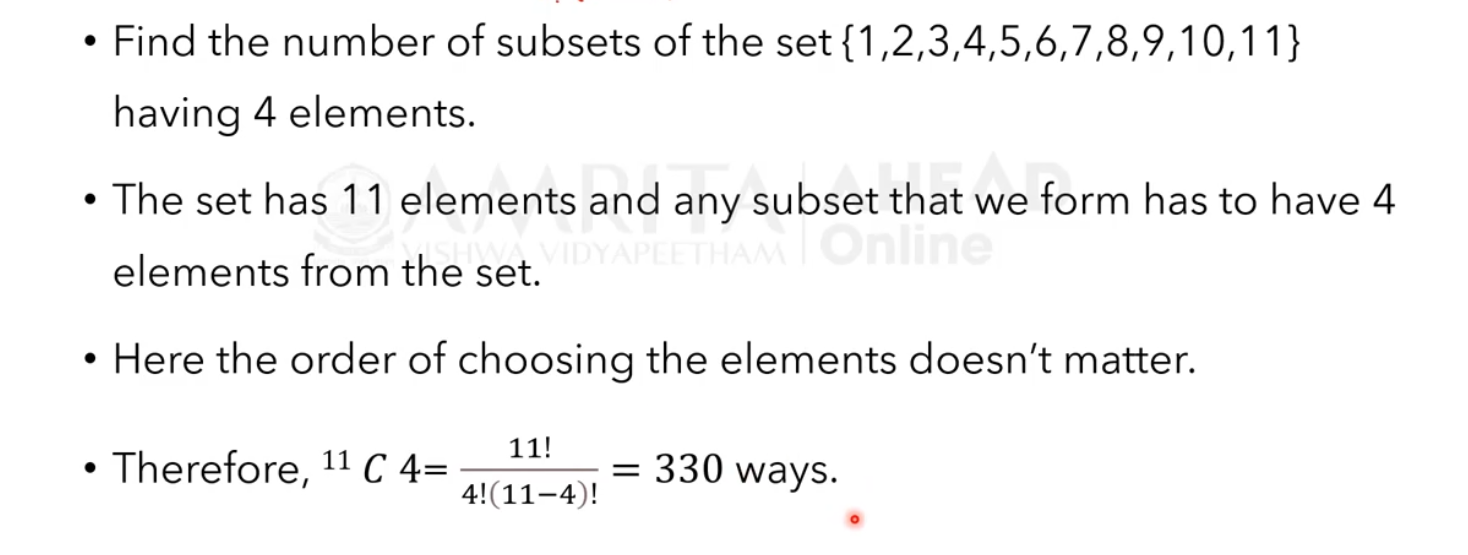 • Find the number of subsets of the set {1,2,3,4,5,6,7,8,9,10,11}
having 4 elements.
AMRITA AHEAD
• The set has 11 elements and any subset that we form has to have 4
VISHWA VIDYAPEETHAM Online
elements from the set.
• Here the order of choosing the elements doesn't matter.
• Therefore, ¹¹ C 4= 11! / 4!(11−4)! = 330 ways.